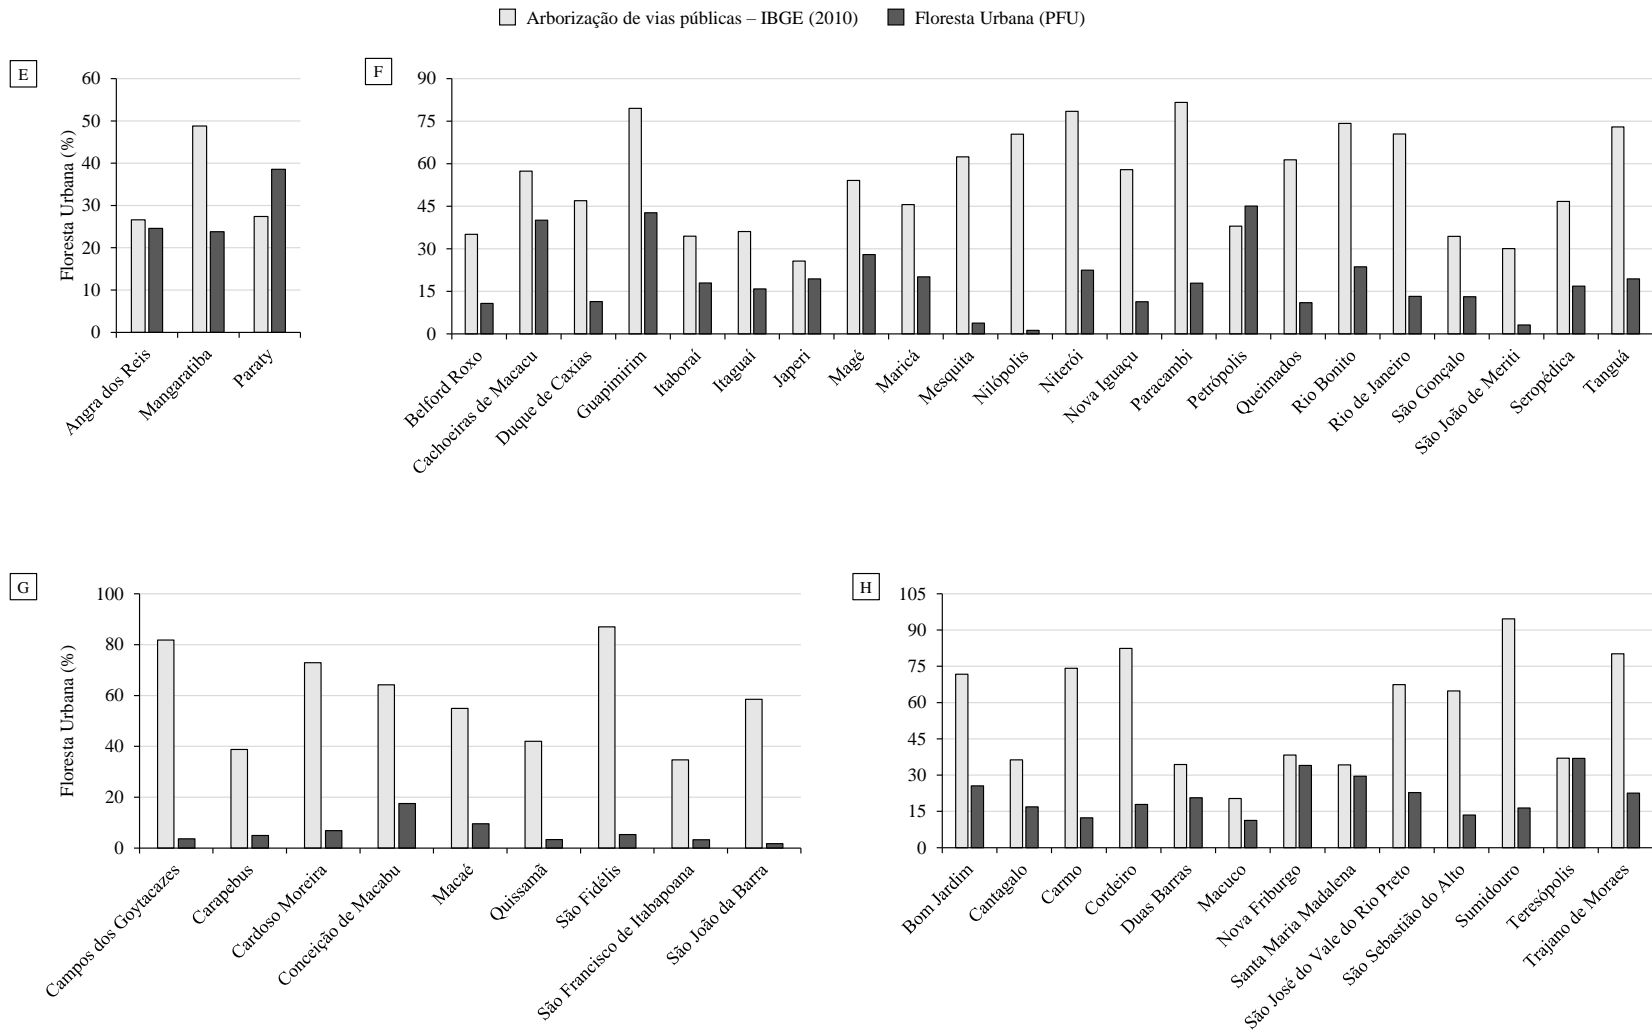 Arborização de vias públicas – IBGE (2010) Floresta Urbana (PFU)
E
Floresta Urbana (%)
60
50
40
30
20
10
0
Angra dos Reis
Mangaratiba
Paraty
F
90
75
60
45
30
15
0
Belford Roxo
Cachoeiras de Macacu
Duque de Caxias
Guapimirim
Itaboraí
Itaguaí
Japeri
Magé
Maricá
Mesquita
Nilópolis
Niterói
Nova Iguaçu
Paracambi
Petrópolis
Queimados
Rio Bonito
Rio de Janeiro
São Gonçalo
São João de Meriti
Seropédica
Tanguá
G
Floresta Urbana (%)
100
80
60
40
20
0
Campos dos Goytacazes
Carapebus
Cardoso Moreira
Conceição de Macabu
Macaé
Quissamã
São Fidélis
São Francisco de Itabapoana
São João da Barra
H
105
90
75
60
45
30
15
0
Bom Jardim
Cantagalo
Carmo
Cordeiro
Duas Barras
Macuco
Nova Friburgo
Santa Maria Madalena
São José do Vale do Rio Preto
São Sebastião do Alto
Sumidouro
Teresópolis
Trajano de Moraes